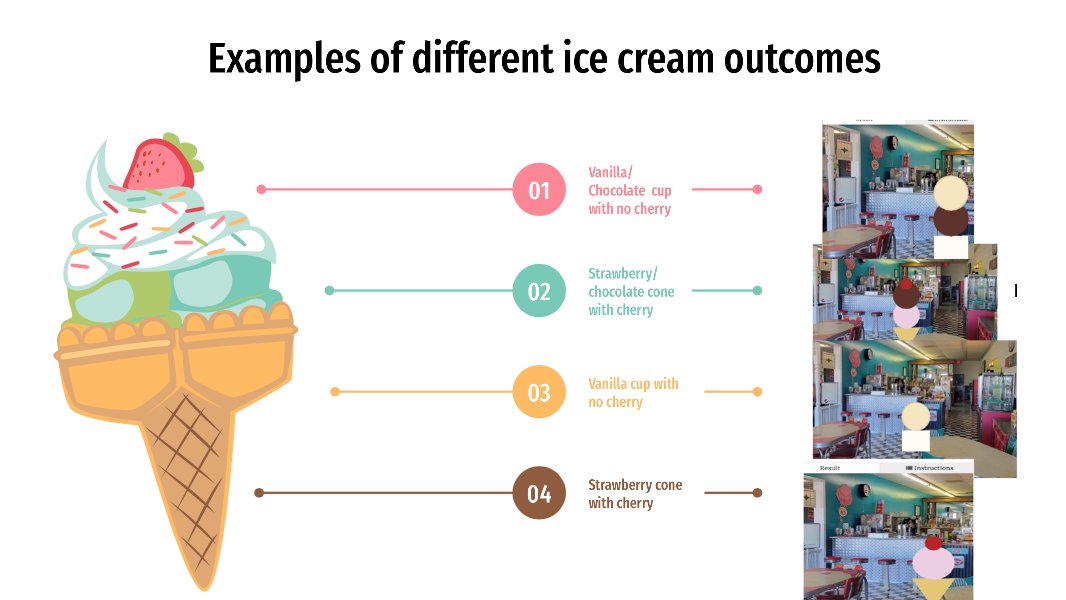 Examples of different ice cream outcomes
01
Vanilla/
Chocolate cup
with no cherry
02
Strawberry/
chocolate cone
with cherry
03
Vanilla cup with
no cherry
04
Strawberry cone
with cherry
Result
Instructions